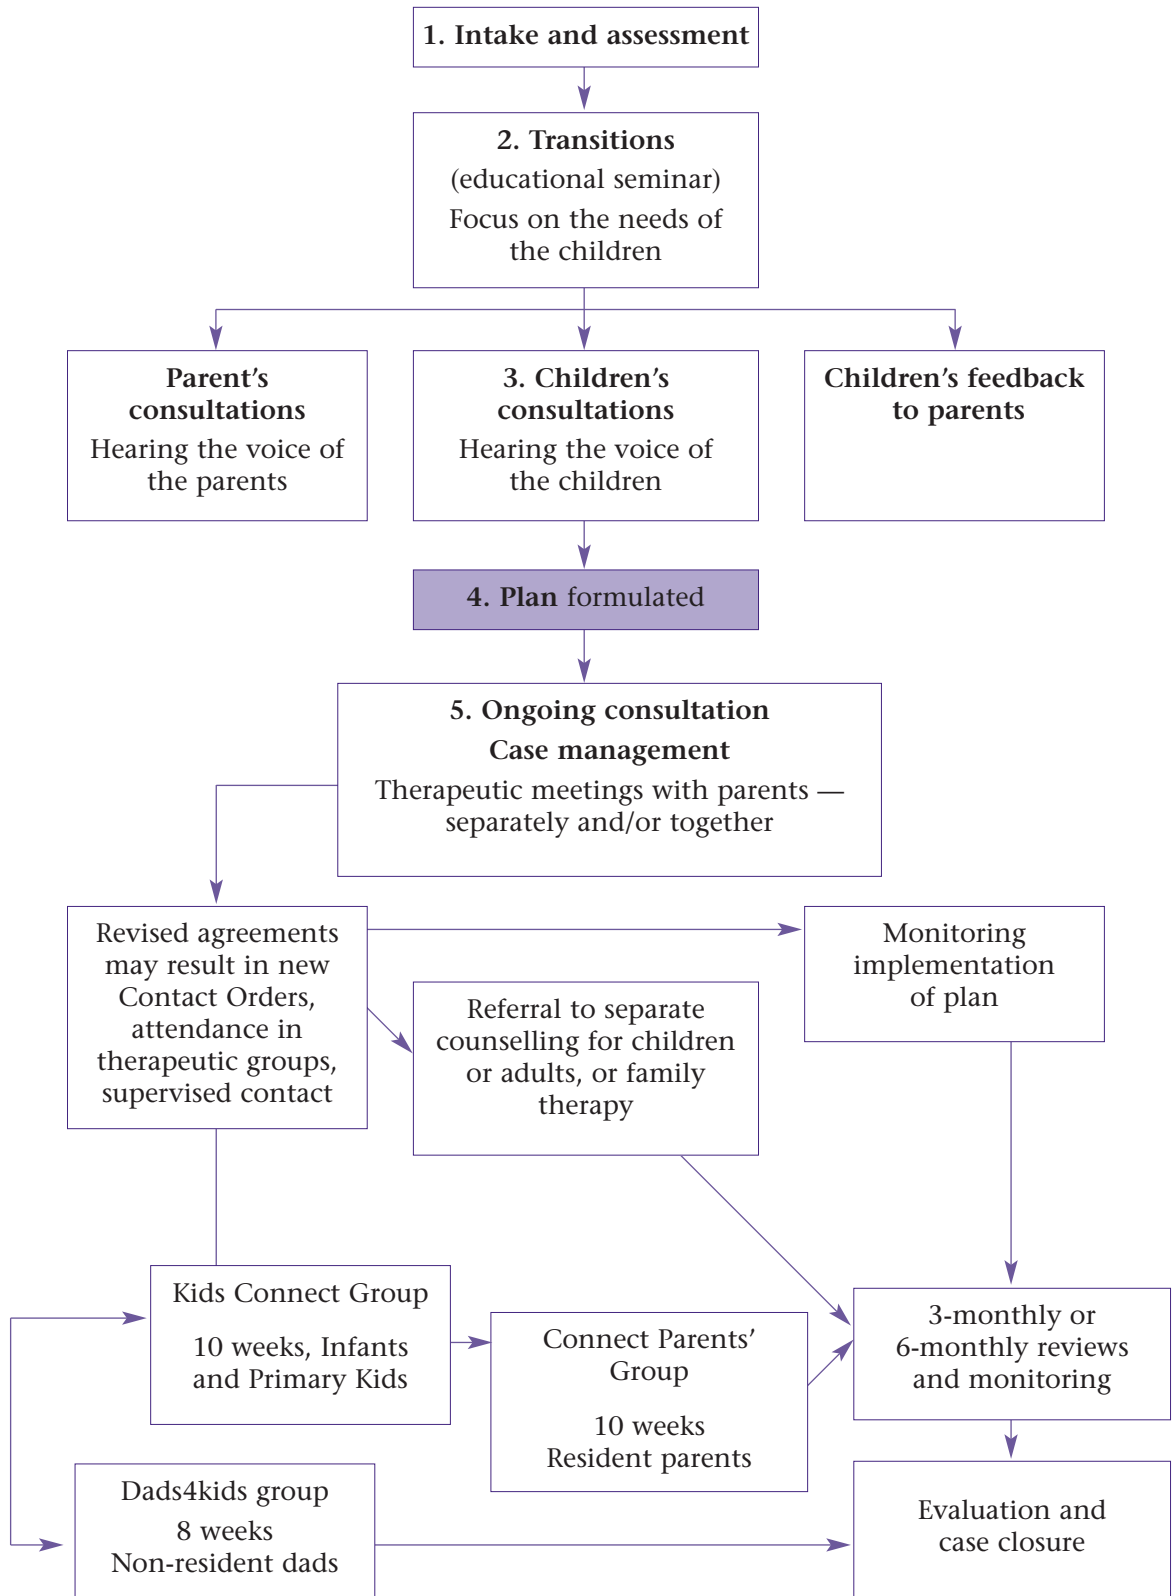 1. Intake and assessment
2. Transitions
(educational seminar)
Focus on the needs of
the children
Parent’s
consultations
Hearing the voice of
the parents
3. Children’s
consultations
Hearing the voice of
the children
Children’s feedback
to parents
4. Plan formulated
5. Ongoing consultation
Case management
Therapeutic meetings with parents —
separately and/or together
Revised agreements
may result in new
Contact Orders,
attendance in
therapeutic groups,
supervised contact
Referral to separate
counselling for children
or adults, or family
therapy
Monitoring
implementation
of plan
Kids Connect Group
10 weeks, Infants
and Primary Kids
Connect Parents’
Group
10 weeks
Resident parents
3-monthly or
6-monthly reviews
and monitoring
Dads4kids group
8 weeks
Non-resident dads
Evaluation and
case closure